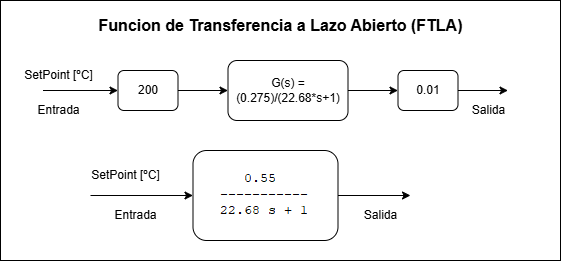 Funcion de Transferencia a Lazo Abierto (FTLA)
SetPoint [ºC]
Entrada
200
G(s) =
(0.275)/(22.68*s+1)
0.01
Salida
SetPoint [ºC]
Entrada
0.55
-----------
22.68 s + 1
Salida